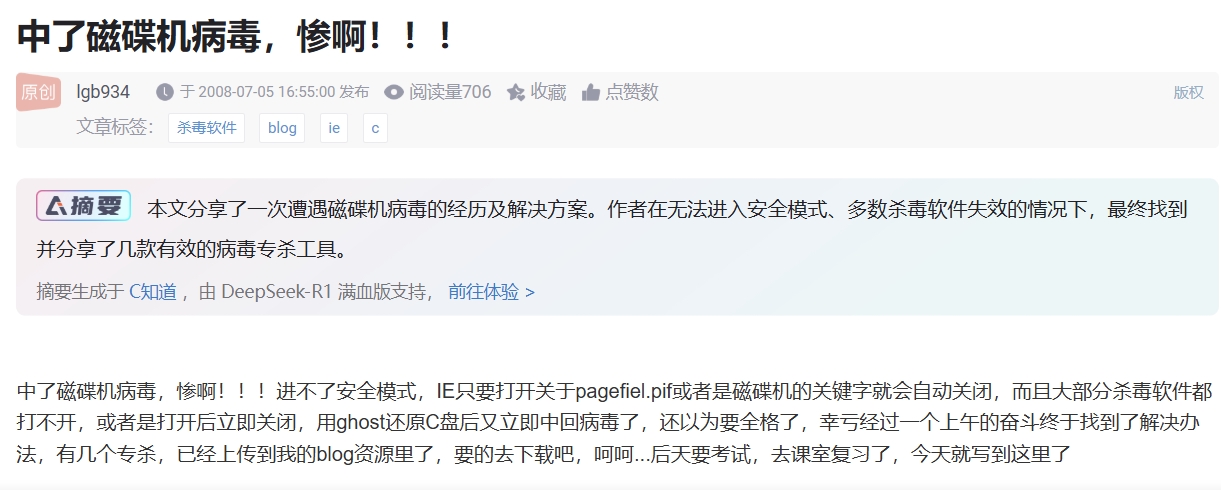 中了磁碟机病毒，惨啊！！！
原创 lgb934 于 2008-07-05 16:55:00 发布 阅读量706 收藏 点赞数 版权
文章标签： 杀毒软件 blog ie c
摘要 本文分享了一次遭遇磁碟机病毒的经历及解决方案。作者在无法进入安全模式、多数杀毒软件失效的情况下，最终找到
并分享了几款有效的病毒专杀工具。
摘要生成于 C知道 ，由 DeepSeek-R1 满血版支持， 前往体验 >
中了磁碟机病毒，惨啊！！！进不了安全模式，IE只要打开关于pagefiel.pif或者是磁碟机的关键字就会自动关闭，而且大部分杀毒软件都
打不开，或者是打开后立即关闭，用ghost还原C盘后又立即中回病毒了，还以为要全格了，幸亏经过一个上午的奋斗终于找到了解决办
法，有几个专杀，已经上传到我的blog资源里了，要的去下载吧，呵呵...后天要考试，去课室复习了，今天就写到这里了